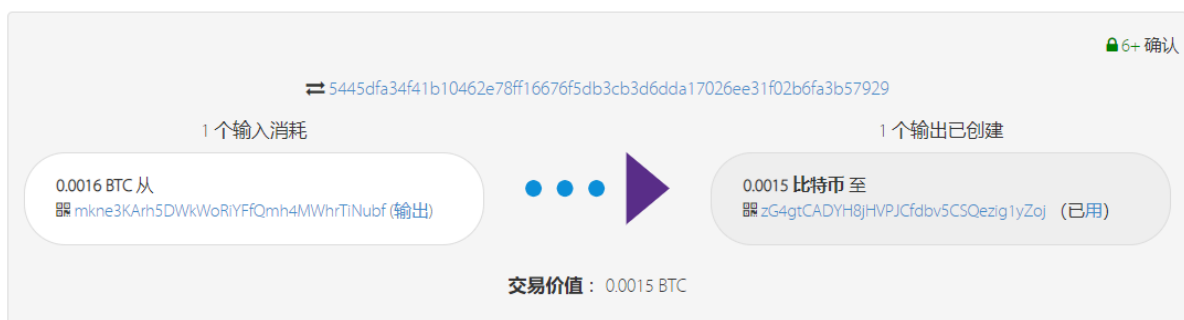 6+ 确认
5445dfa34f41b10462e78ff16676f5db3cb3d6dda17026ee31f02b6fa3b57929
1 个输入消耗
1 个输出已创建
0.0016 BTC 从
mkne3KArh5DWkWoRiYFfQmh4MWhrTiNubf (输出)
0.0015 比特币 至
zG4gtCADYH8jHVPJCfdbv5CSQezig1yZoj (已用)
交易价值： 0.0015 BTC